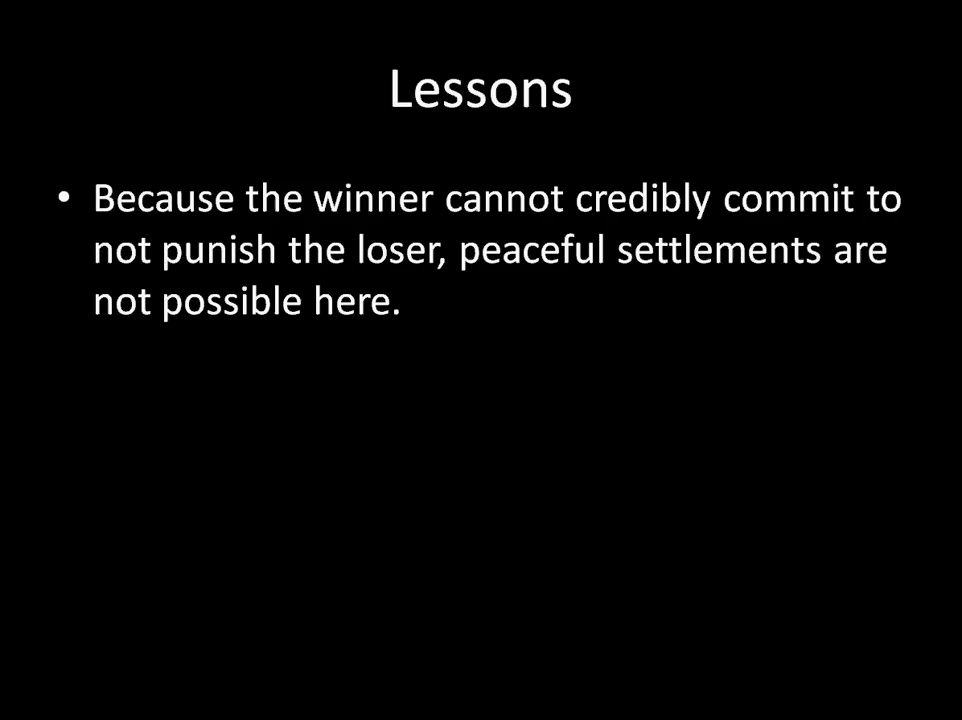 Lessons
• Because the winner cannot credibly commit to
not punish the loser, peaceful settlements are
not possible here.